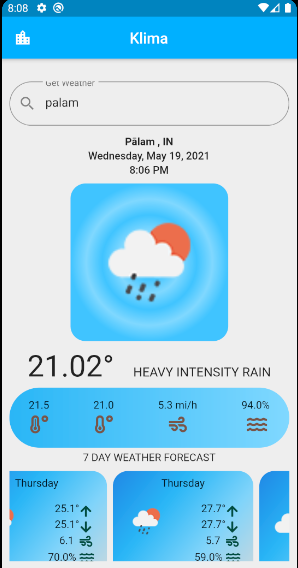 8:08
Klima
Get Weather
palam
Pālam , IN
Wednesday, May 19, 2021
8:06 PM
21.02°
HEAVY INTENSITY RAIN
21.5 21.0 5.3 mi/h 94.0%
7 DAY WEATHER FORECAST
Thursday
25.1°
25.1°
6.1
70.0%
Thursday
27.7°
27.7°
5.7
59.0%